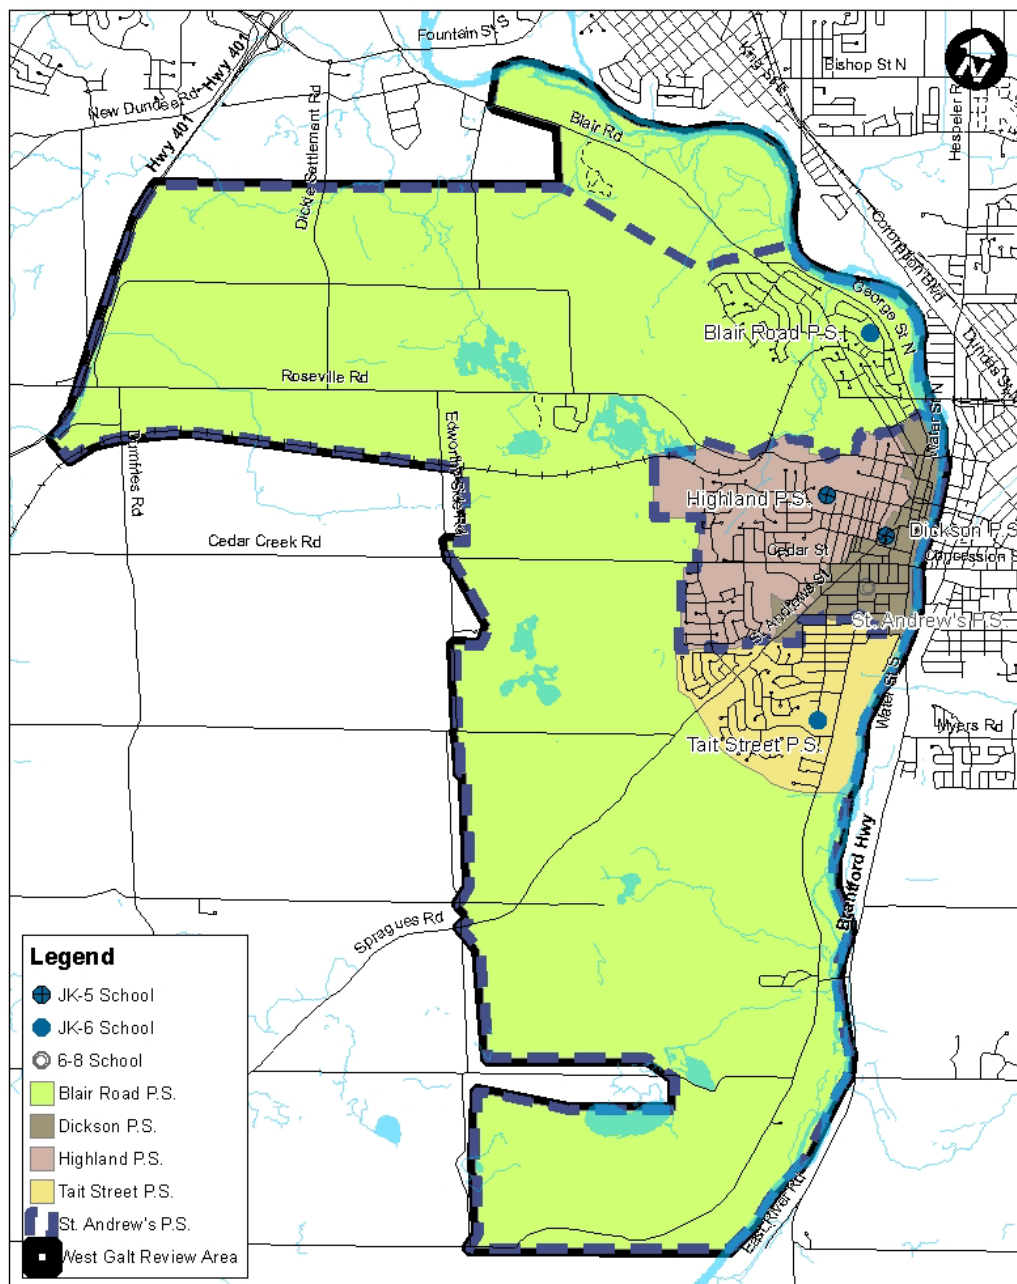 Fountain St S
King St E
Bishop St N
N
Hespeler R
New Dundee Rd
Hwy 401
Hwy 401
Dickie Settlemant Rd
Blair Rd
Coronation Blvd
George St N
Dundas St N
Blair Road P.S.
Roseville Rd
Water St N
Dumfries Rd
Edworthy Side Rd
Highland P.S.
Dickson P.S
Cedar Creek Rd
Cedar St
Concession S
St Andrews St
St. Andrew's P.S.
Water St S
Myers Rd
Tait Street P.S.
Brantford Hwy
Spragues Rd
East River Rd
Legend
JK-5 School
JK-6 School
6-8 School
Blair Road P.S.
Dickson P.S.
Highland P.S.
Tait Street P.S.
St. Andrew's P.S.
West Galt Review Area